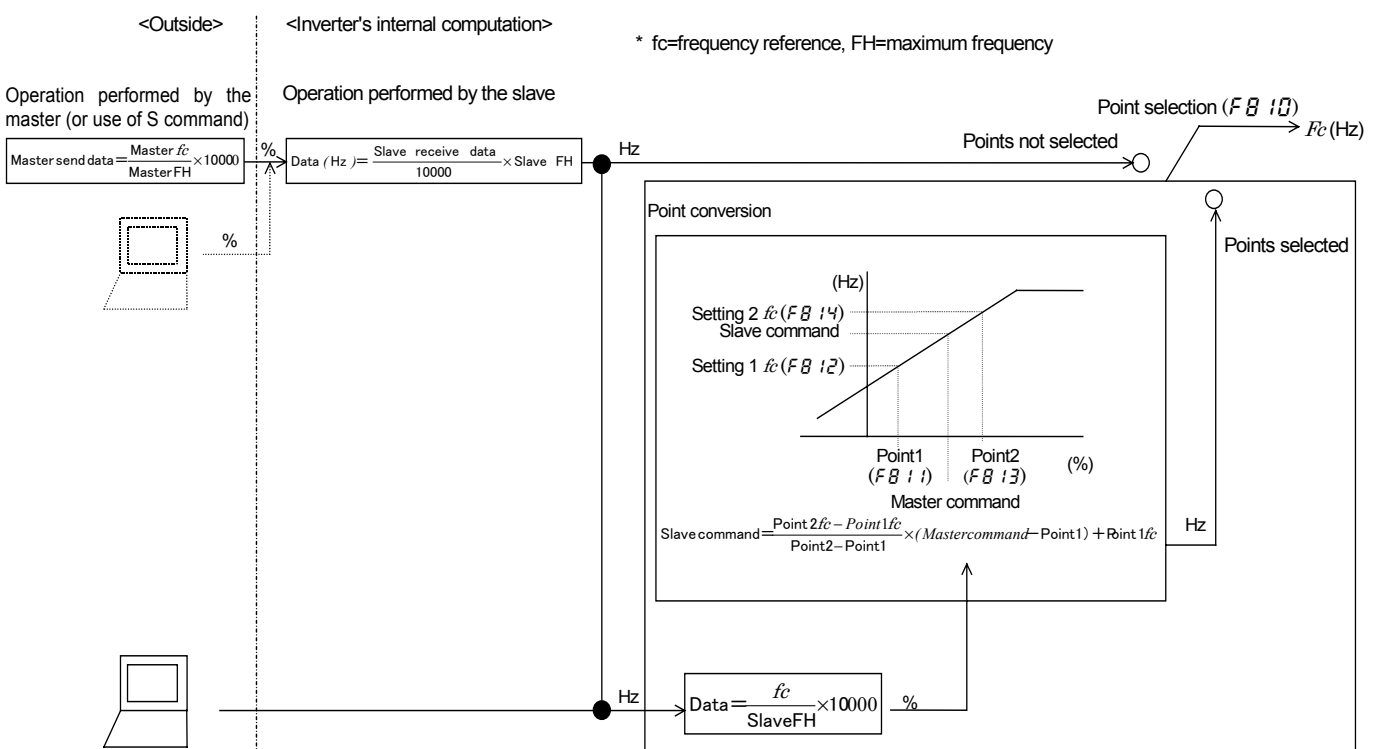 <Outside>
<Inverter's internal computation>
* fc=frequency reference, FH=maximum frequency
Operation performed by the
master (or use of S command)
Operation performed by the slave
Master send data=Master fc/Master FH×10000
%
Data (Hz)=Slave receive data/10000×Slave FH
Hz
Points not selected
Point selection (F810)
Fc (Hz)
%
Point conversion
Points selected
(Hz)
Setting 2 fc (F814)
Slave command
Setting 1 fc (F812)
Point1
(F811)
Point2
(F813)
(%)
Master command
Slave command=Point 2fc−Point1fc/Point2−Point1×(Mastercommand−Point1)+Point 1fc
Hz
Hz
Data=fc/SlaveFH×10000
%